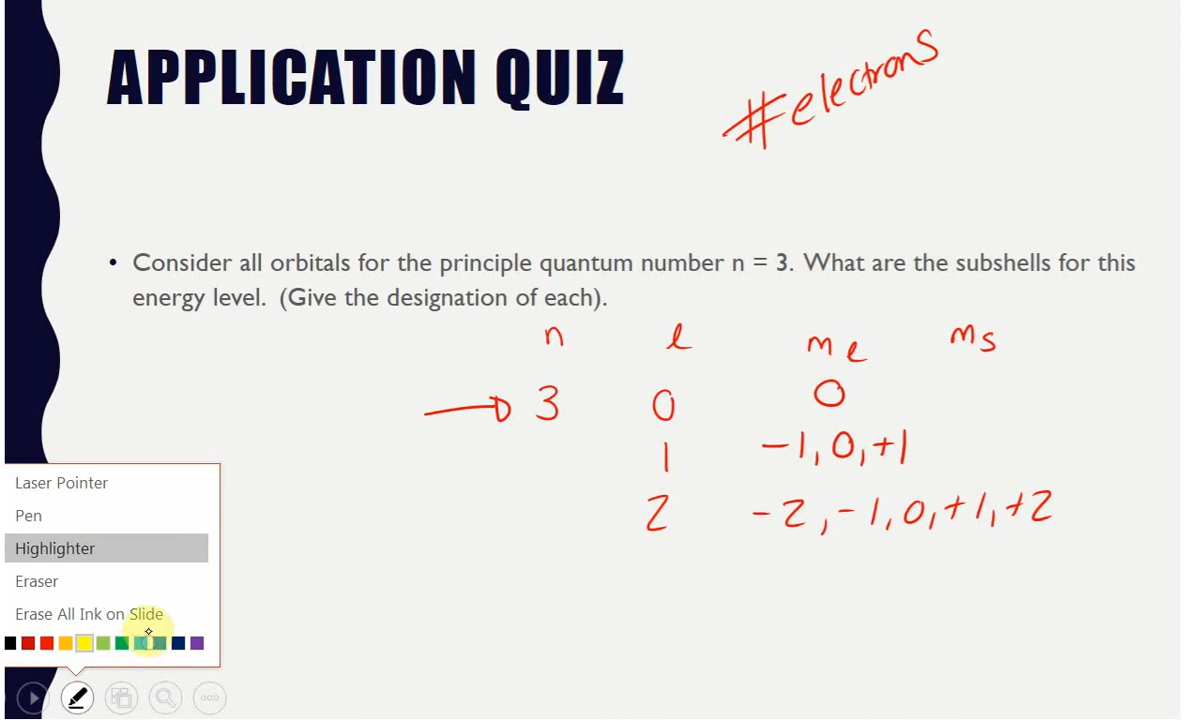 APPLICATION QUIZ
#electrons
• Consider all orbitals for the principle quantum number n = 3. What are the subshells for this
energy level. (Give the designation of each).
n l ml ms
3 0 0
1 -1, 0, +1
2 -2, -1, 0, +1, +2
Laser Pointer
Pen
Highlighter
Eraser
Erase All Ink on Slide